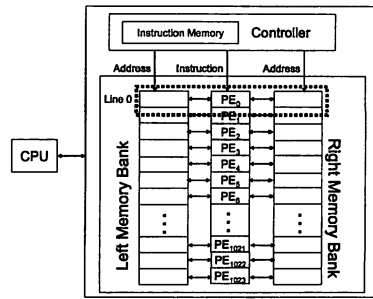 Instruction Memory
Controller
Address
Instruction
Address
Line 0
PE0
PE1
PE2
PE3
PE4
PE5
PE6
PE1021
PE1022
PE1023
CPU
Left Memory Bank
Right Memory Bank